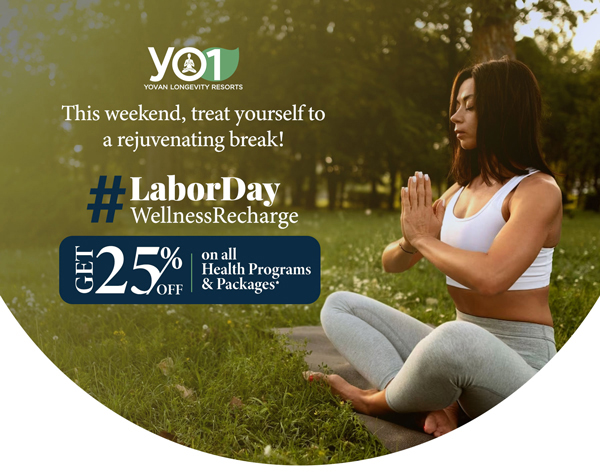 YO1
YOVAN LONGEVITY RESORTS
This weekend, treat yourself to
a rejuvenating break!
#LaborDay
WellnessRecharge
GET 25% OFF
on all
Health Programs
& Packages*